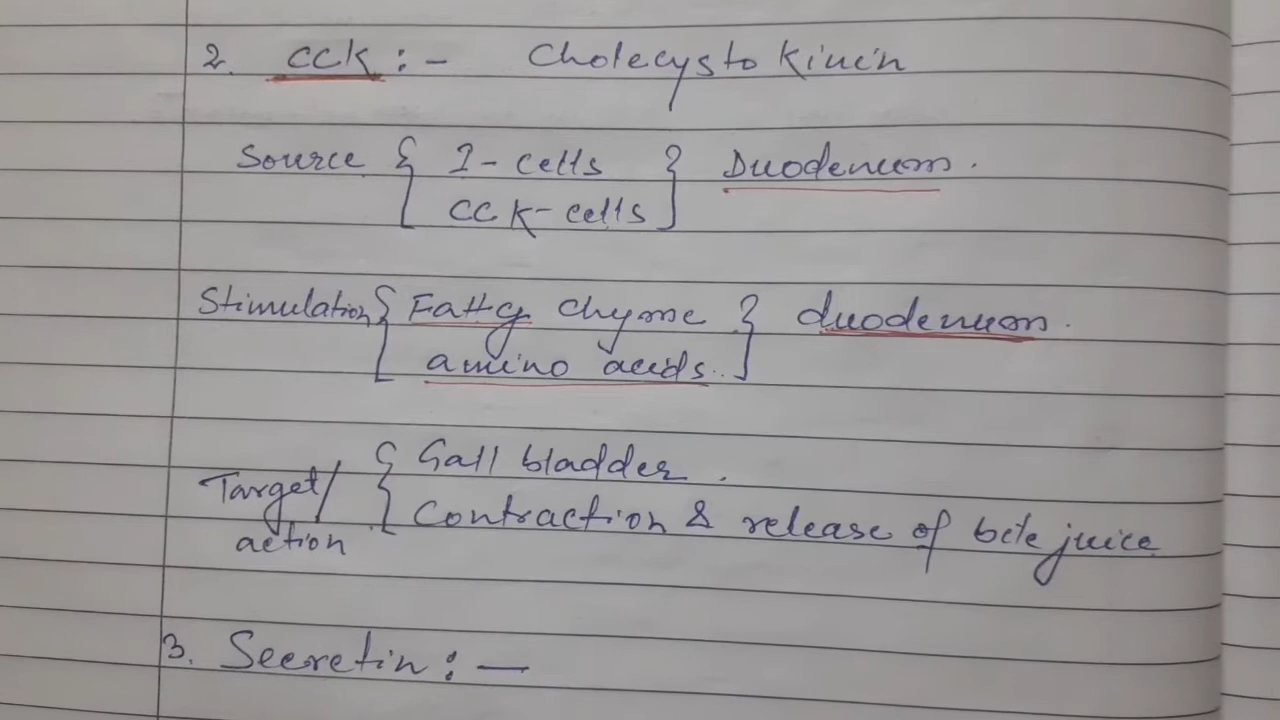 2. CCK :- Cholecystokinin
Source { I-cells } Duodenum.
CCK-cells
Stimulation { Fatty chyme } duodenum.
amino acids..
Target/ { Gall bladder.
action Contraction & release of bile juice
3. Secretin : —